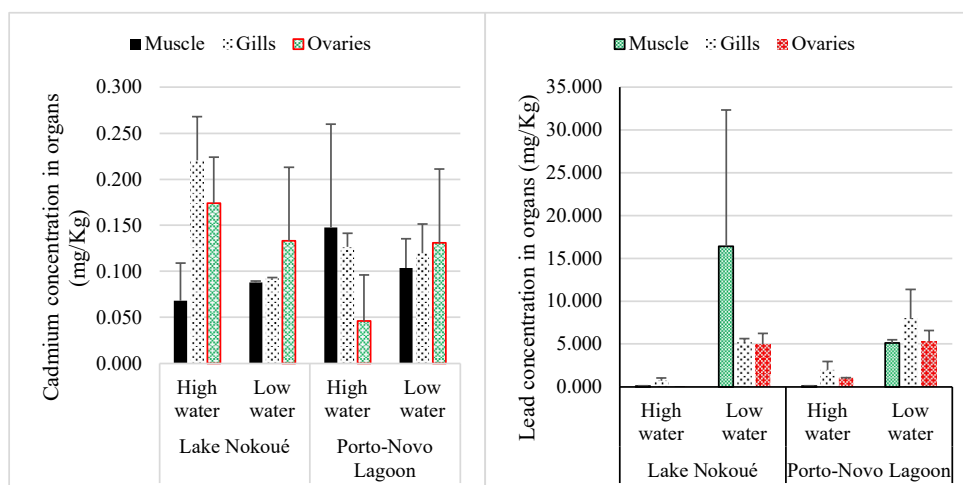 Muscle Gills Ovaries
0.300
0.250
0.200
0.150
0.100
0.050
0.000
Cadmium concentration in organs
(mg/Kg)
High water
Low water
High water
Low water
Lake Nokoué
Porto-Novo Lagoon
Muscle Gills Ovaries
35.000
30.000
25.000
20.000
15.000
10.000
5.000
0.000
Lead concentration in organs (mg/Kg)
High water
Low water
High water
Low water
Lake Nokoué
Porto-Novo Lagoon